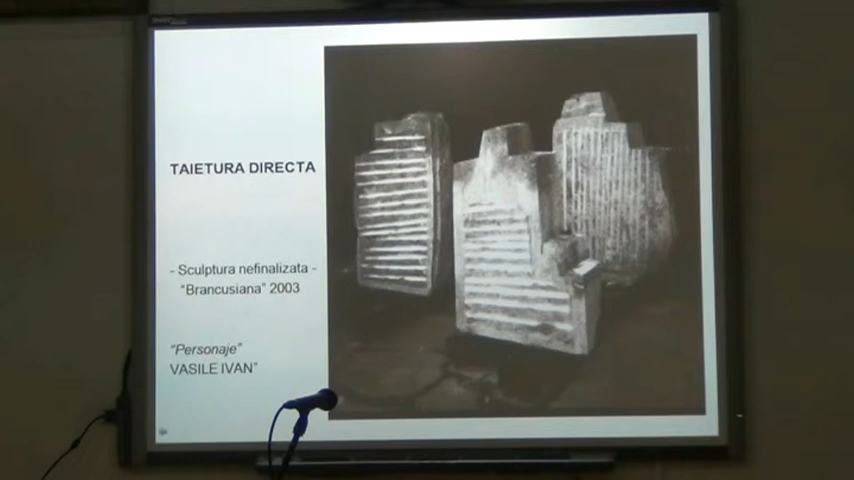 TAIETURA DIRECTA
- Sculptura nefinalizata -
"Brancusiana" 2003
"Personaje"
VASILE IVAN"